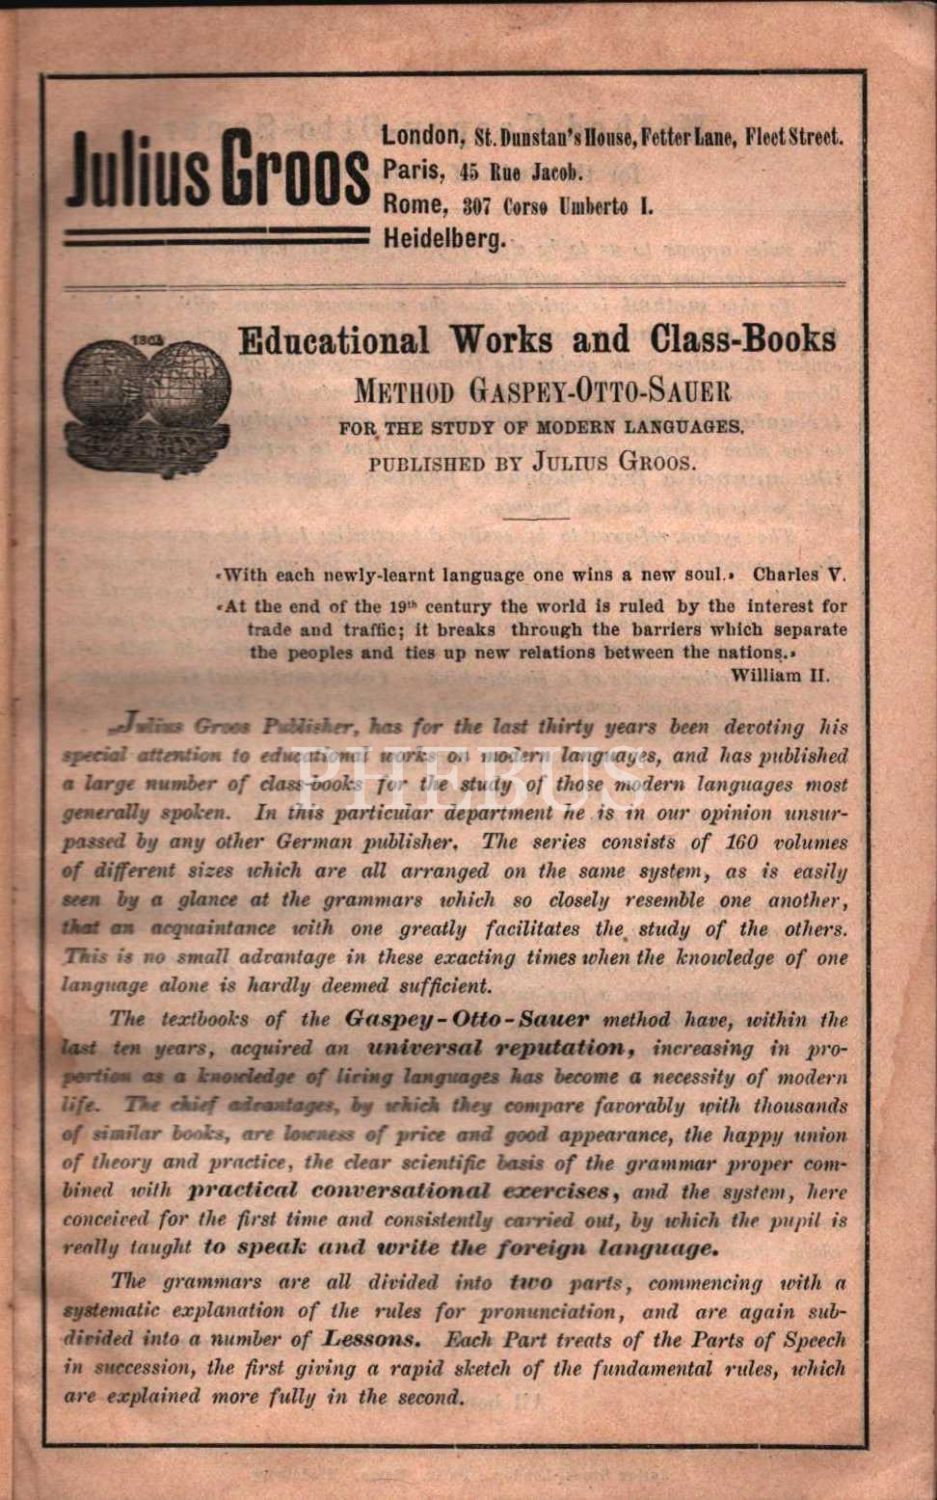 Julius Groos
London, St. Dunstan's House, Fetter Lane, Fleet Street.
Paris, 45 Rue Jacob.
Rome, 307 Corso Umberto I.
Heidelberg.
Educational Works and Class-Books
METHOD GASPEY-OTTO-SAUER
FOR THE STUDY OF MODERN LANGUAGES.
PUBLISHED BY JULIUS GROOS.
«With each newly-learnt language one wins a new soul.» Charles V.
«At the end of the 19th century the world is ruled by the interest for
trade and traffic; it breaks through the barriers which separate
the peoples and ties up new relations between the nations.»
William II.
„Julius Groos Publisher, has for the last thirty years been devoting his
special attention to educational works on modern languages, and has published
a large number of class-books for the study of those modern languages most
generally spoken. In this particular department he is in our opinion unsur-
passed by any other German publisher. The series consists of 160 volumes
of different sizes which are all arranged on the same system, as is easily
seen by a glance at the grammars which so closely resemble one another,
that an acquaintance with one greatly facilitates the study of the others.
This is no small advantage in these exacting times when the knowledge of one
language alone is hardly deemed sufficient.
The textbooks of the Gaspey-Otto-Sauer method have, within the
last ten years, acquired an universal reputation, increasing in pro-
portion as a knowledge of living languages has become a necessity of modern
life. The chief advantages, by which they compare favorably with thousands
of similar books, are lowness of price and good appearance, the happy union
of theory and practice, the clear scientific basis of the grammar proper com-
bined with practical conversational exercises, and the system, here
conceived for the first time and consistently carried out, by which the pupil is
really taught to speak and write the foreign language.
The grammars are all divided into two parts, commencing with a
systematic explanation of the rules for pronunciation, and are again sub-
divided into a number of Lessons. Each Part treats of the Parts of Speech
in succession, the first giving a rapid sketch of the fundamental rules, which
are explained more fully in the second.